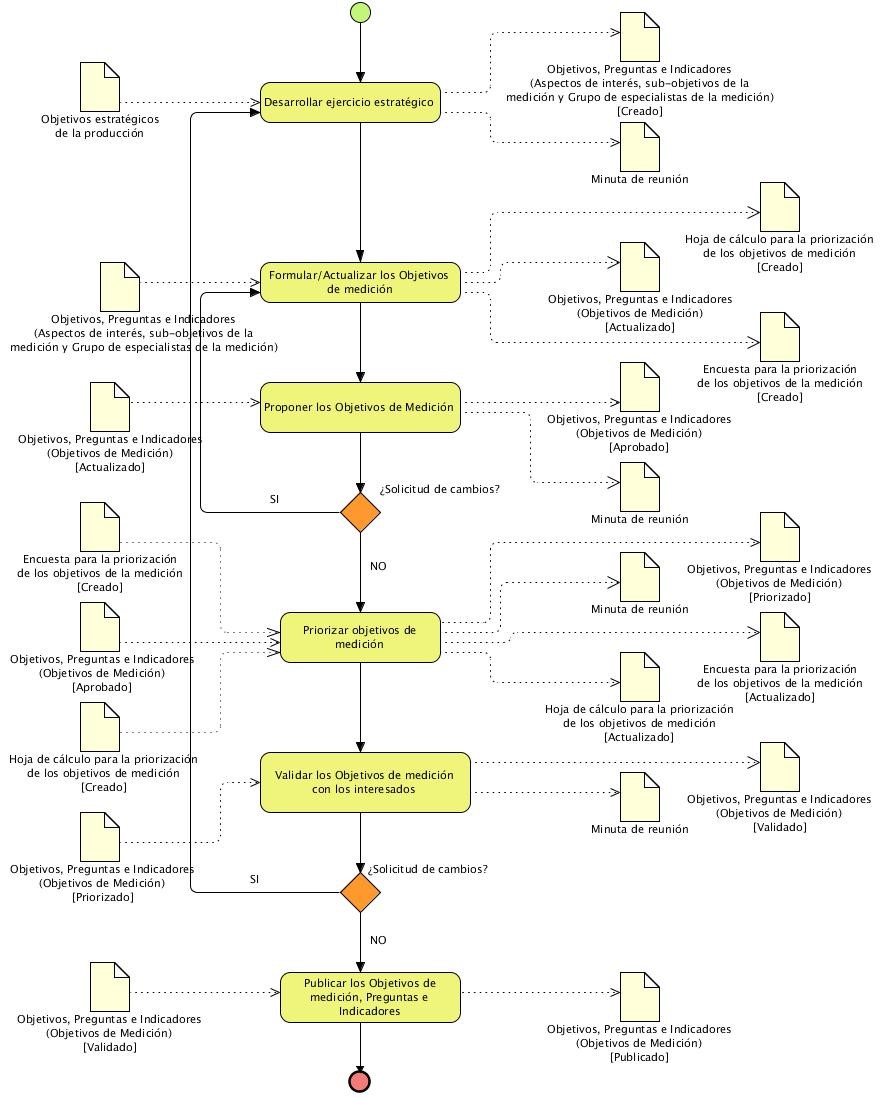 Objetivos, Preguntas e Indicadores
(Aspectos de interés, sub-objetivos de la
medición y Grupo de especialistas de la medición)
[Creado]
Desarrollar ejercicio estratégico
Objetivos estratégicos
de la producción
Minuta de reunión
Hoja de cálculo para la priorización
de los objetivos de medición
[Creado]
Formular/Actualizar los Objetivos
de medición
Objetivos, Preguntas e Indicadores
(Objetivos de Medición)
[Actualizado]
Objetivos, Preguntas e Indicadores
(Aspectos de interés, sub-objetivos de la
medición y Grupo de especialistas de la medición)
Encuesta para la priorización
de los objetivos de la medición
[Creado]
Proponer los Objetivos de Medición
Objetivos, Preguntas e Indicadores
(Objetivos de Medición)
[Aprobado]
Objetivos, Preguntas e Indicadores
(Objetivos de Medición)
[Actualizado]
¿Solicitud de cambios?
SI
Minuta de reunión
NO
Encuesta para la priorización
de los objetivos de la medición
[Creado]
Objetivos, Preguntas e Indicadores
(Objetivos de Medición)
[Priorizado]
Minuta de reunión
Priorizar objetivos de
medición
Objetivos, Preguntas e Indicadores
(Objetivos de Medición)
[Aprobado]
Encuesta para la priorización
de los objetivos de la medición
[Actualizado]
Hoja de cálculo para la priorización
de los objetivos de medición
[Actualizado]
Hoja de cálculo para la priorización
de los objetivos de medición
[Creado]
Validar los Objetivos de medición
con los interesados
Objetivos, Preguntas e Indicadores
(Objetivos de Medición)
[Validado]
Minuta de reunión
Objetivos, Preguntas e Indicadores
(Objetivos de Medición)
[Priorizado]
¿Solicitud de cambios?
SI
NO
Publicar los Objetivos de
medición, Preguntas e
Indicadores
Objetivos, Preguntas e Indicadores
(Objetivos de Medición)
[Validado]
Objetivos, Preguntas e Indicadores
(Objetivos de Medición)
[Publicado]